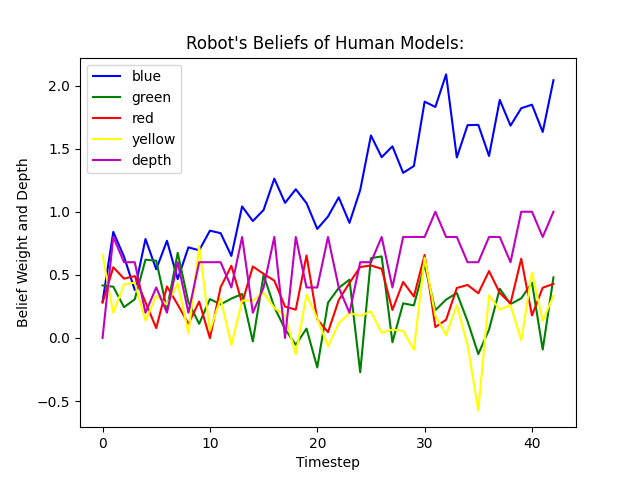 Robot's Beliefs of Human Models:
blue
green
red
yellow
depth
Belief Weight and Depth
2.0
1.5
1.0
0.5
0.0
−0.5
0
10
20
30
40
Timestep